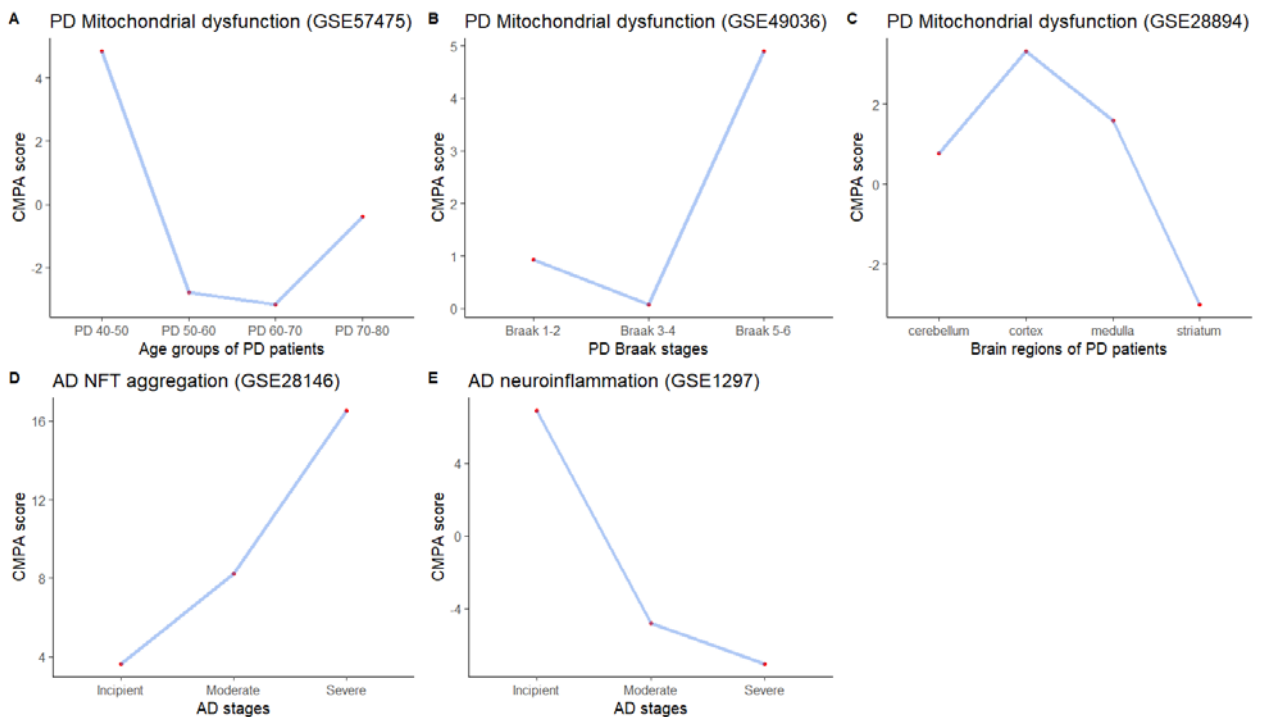 A
PD Mitochondrial dysfunction (GSE57475)
CMPA score
4
2
0
-2
PD 40-50
PD 50-60
PD 60-70
PD 70-80
Age groups of PD patients
B
PD Mitochondrial dysfunction (GSE49036)
CMPA score
5
4
3
2
1
0
Braak 1-2
Braak 3-4
Braak 5-6
PD Braak stages
C
PD Mitochondrial dysfunction (GSE28894)
CMPA score
2
0
-2
cerebellum
cortex
medulla
striatum
Brain regions of PD patients
D
AD NFT aggregation (GSE28146)
CMPA score
16
12
8
4
Incipient
Moderate
Severe
AD stages
E
AD neuroinflammation (GSE1297)
CMPA score
4
0
-4
Incipient
Moderate
Severe
AD stages